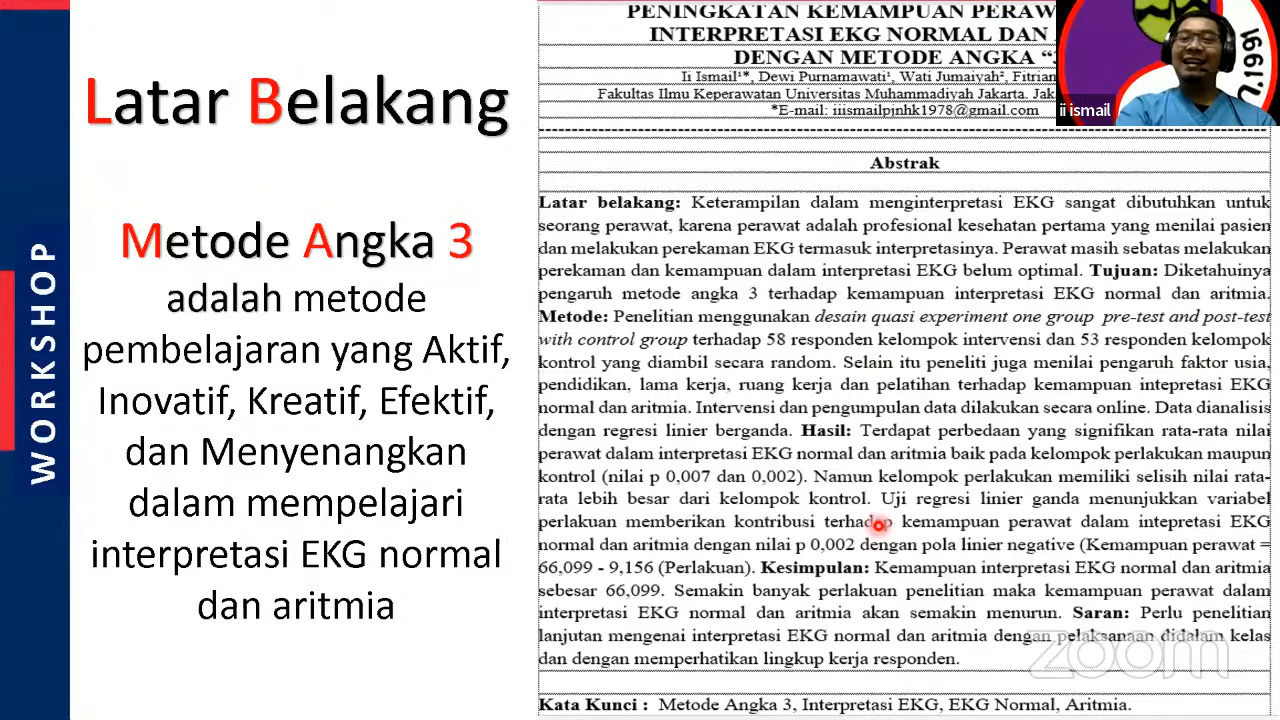 WORKSHOP
Latar Belakang
Metode Angka 3
adalah metode
pembelajaran yang Aktif,
Inovatif, Kreatif, Efektif,
dan Menyenangkan
dalam mempelajari
interpretasi EKG normal
dan aritmia
PENINGKATAN KEMAMPUAN PERAW
INTERPRETASI EKG NORMAL DAN
DENGAN METODE ANGKA “3
Ii Ismail¹*, Dewi Purnamawati¹, Wati Jumaiyah², Fitrian
Fakultas Ilmu Keperawatan Universitas Muhammadiyah Jakarta. Jak
*E-mail: iiismailpjnhk1978@gmail.com
Abstrak
Latar belakang: Keterampilan dalam menginterpretasi EKG sangat dibutuhkan untuk
seorang perawat, karena perawat adalah profesional kesehatan pertama yang menilai pasien
dan melakukan perekaman EKG termasuk interpretasinya. Perawat masih sebatas melakukan
perekaman dan kemampuan dalam interpretasi EKG belum optimal. Tujuan: Diketahuinya
pengaruh metode angka 3 terhadap kemampuan interpretasi EKG normal dan aritmia.
Metode: Penelitian menggunakan desain quasi experiment one group pre-test and post-test
with control group terhadap 58 responden kelompok intervensi dan 53 responden kelompok
kontrol yang diambil secara random. Selain itu peneliti juga menilai pengaruh faktor usia,
pendidikan, lama kerja, ruang kerja dan pelatihan terhadap kemampuan intepretasi EKG
normal dan aritmia. Intervensi dan pengumpulan data dilakukan secara online. Data dianalisis
dengan regresi linier berganda. Hasil: Terdapat perbedaan yang signifikan rata-rata nilai
perawat dalam interpretasi EKG normal dan aritmia baik pada kelompok perlakuan maupun
kontrol (nilai p 0,007 dan 0,002). Namun kelompok perlakuan memiliki selisih nilai rata-
rata lebih besar dari kelompok kontrol. Uji regresi linier ganda menunjukkan variabel
perlakuan memberikan kontribusi terhadap kemampuan perawat dalam intepretasi EKG
normal dan aritmia dengan nilai p 0,002 dengan pola linier negative (Kemampuan perawat =
66,099 - 9,156 (Perlakuan). Kesimpulan: Kemampuan interpretasi EKG normal dan aritmia
sebesar 66,099. Semakin banyak perlakuan penelitian maka kemampuan perawat dalam
interpretasi EKG normal dan aritmia akan semakin menurun. Saran: Perlu penelitian
lanjutan mengenai interpretasi EKG normal dan aritmia dengan pelaksanaan didalam kelas
dan dengan memperhatikan lingkup kerja responden.
Kata Kunci : Metode Angka 3, Interpretasi EKG, EKG Normal, Aritmia.
ii ismail
1991
zoom